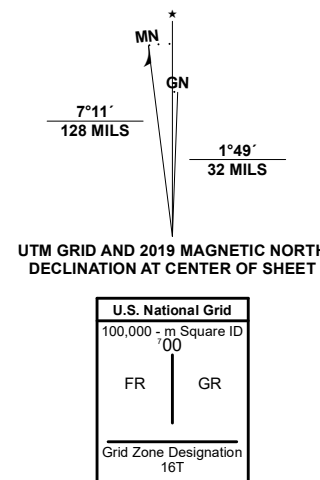 ★
MN
GN
7°11´
128 MILS
1°49´
32 MILS
UTM GRID AND 2019 MAGNETIC NORTH
DECLINATION AT CENTER OF SHEET
U.S. National Grid
100,000 - m Square ID
⁷00
FR GR
Grid Zone Designation
16T